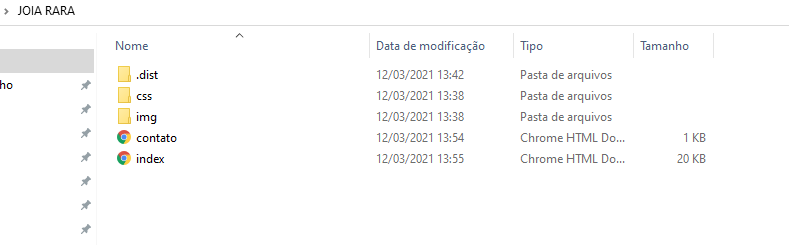 JOIA RARA
Nome Data de modificação Tipo Tamanho
.dist 12/03/2021 13:42 Pasta de arquivos
ho
css 12/03/2021 13:38 Pasta de arquivos
img 12/03/2021 13:38 Pasta de arquivos
contato 12/03/2021 13:54 Chrome HTML Do... 1 KB
index 12/03/2021 13:55 Chrome HTML Do... 20 KB